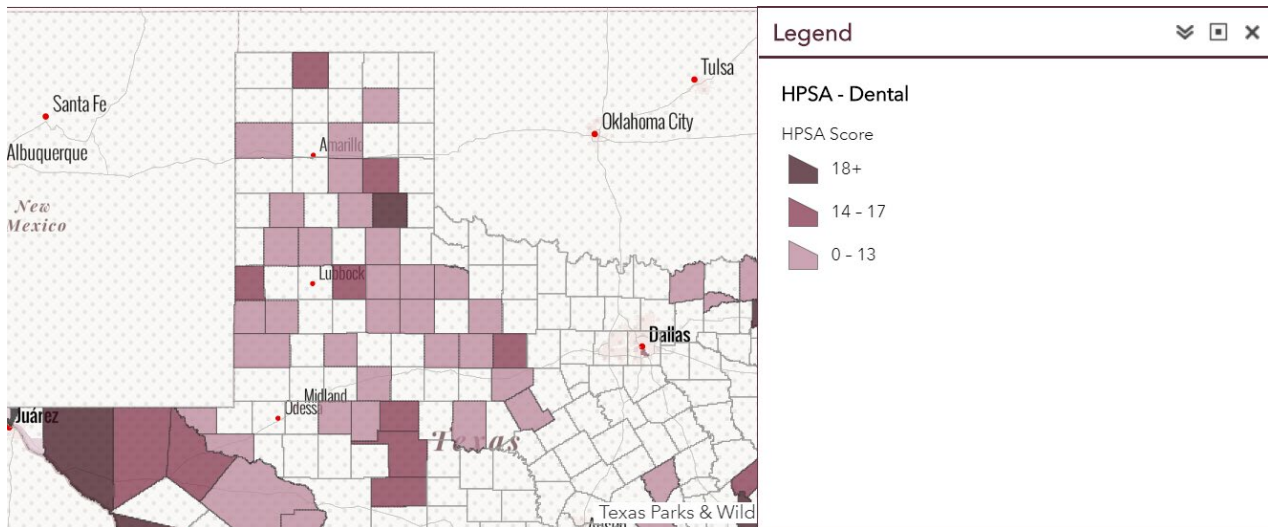 Santa Fe
Albuquerque
New
Mexico
Tulsa
Oklahoma City
Amarillo
Lubbock
Dallas
Midland
Odessa
Juárez
Texas
Texas Parks & Wild
Legend
HPSA - Dental
HPSA Score
18+
14 - 17
0 - 13